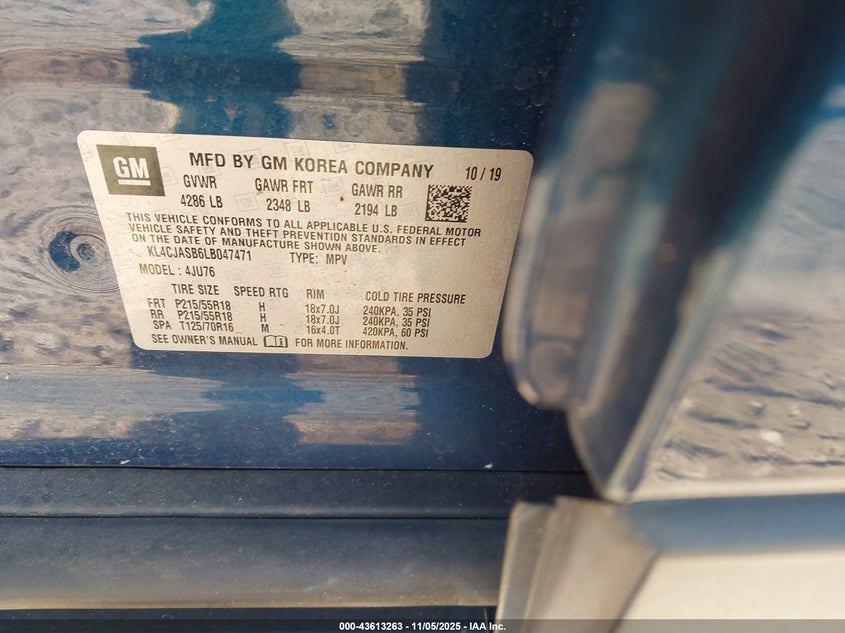 GM
MFD BY GM KOREA COMPANY 10 / 19
GVWR GAWR FRT GAWR RR
4286 LB 2348 LB 2194 LB
THIS VEHICLE CONFORMS TO ALL APPLICABLE U.S. FEDERAL MOTOR
VEHICLE SAFETY AND THEFT PREVENTION STANDARDS IN EFFECT
ON THE DATE OF MANUFACTURE SHOWN ABOVE.
KL4CJASB6LB047471 TYPE: MPV
MODEL : 4JU76
TIRE SIZE SPEED RTG RIM COLD TIRE PRESSURE
FRT P215/55R18 H 18x7.0J 240KPA, 35 PSI
RR P215/55R18 H 18x7.0J 240KPA, 35 PSI
SPA T125/70R16 M 16x4.0T 420KPA, 60 PSI
SEE OWNER'S MANUAL FOR MORE INFORMATION.
000-43613263 - 11/05/2025 - IAA Inc.